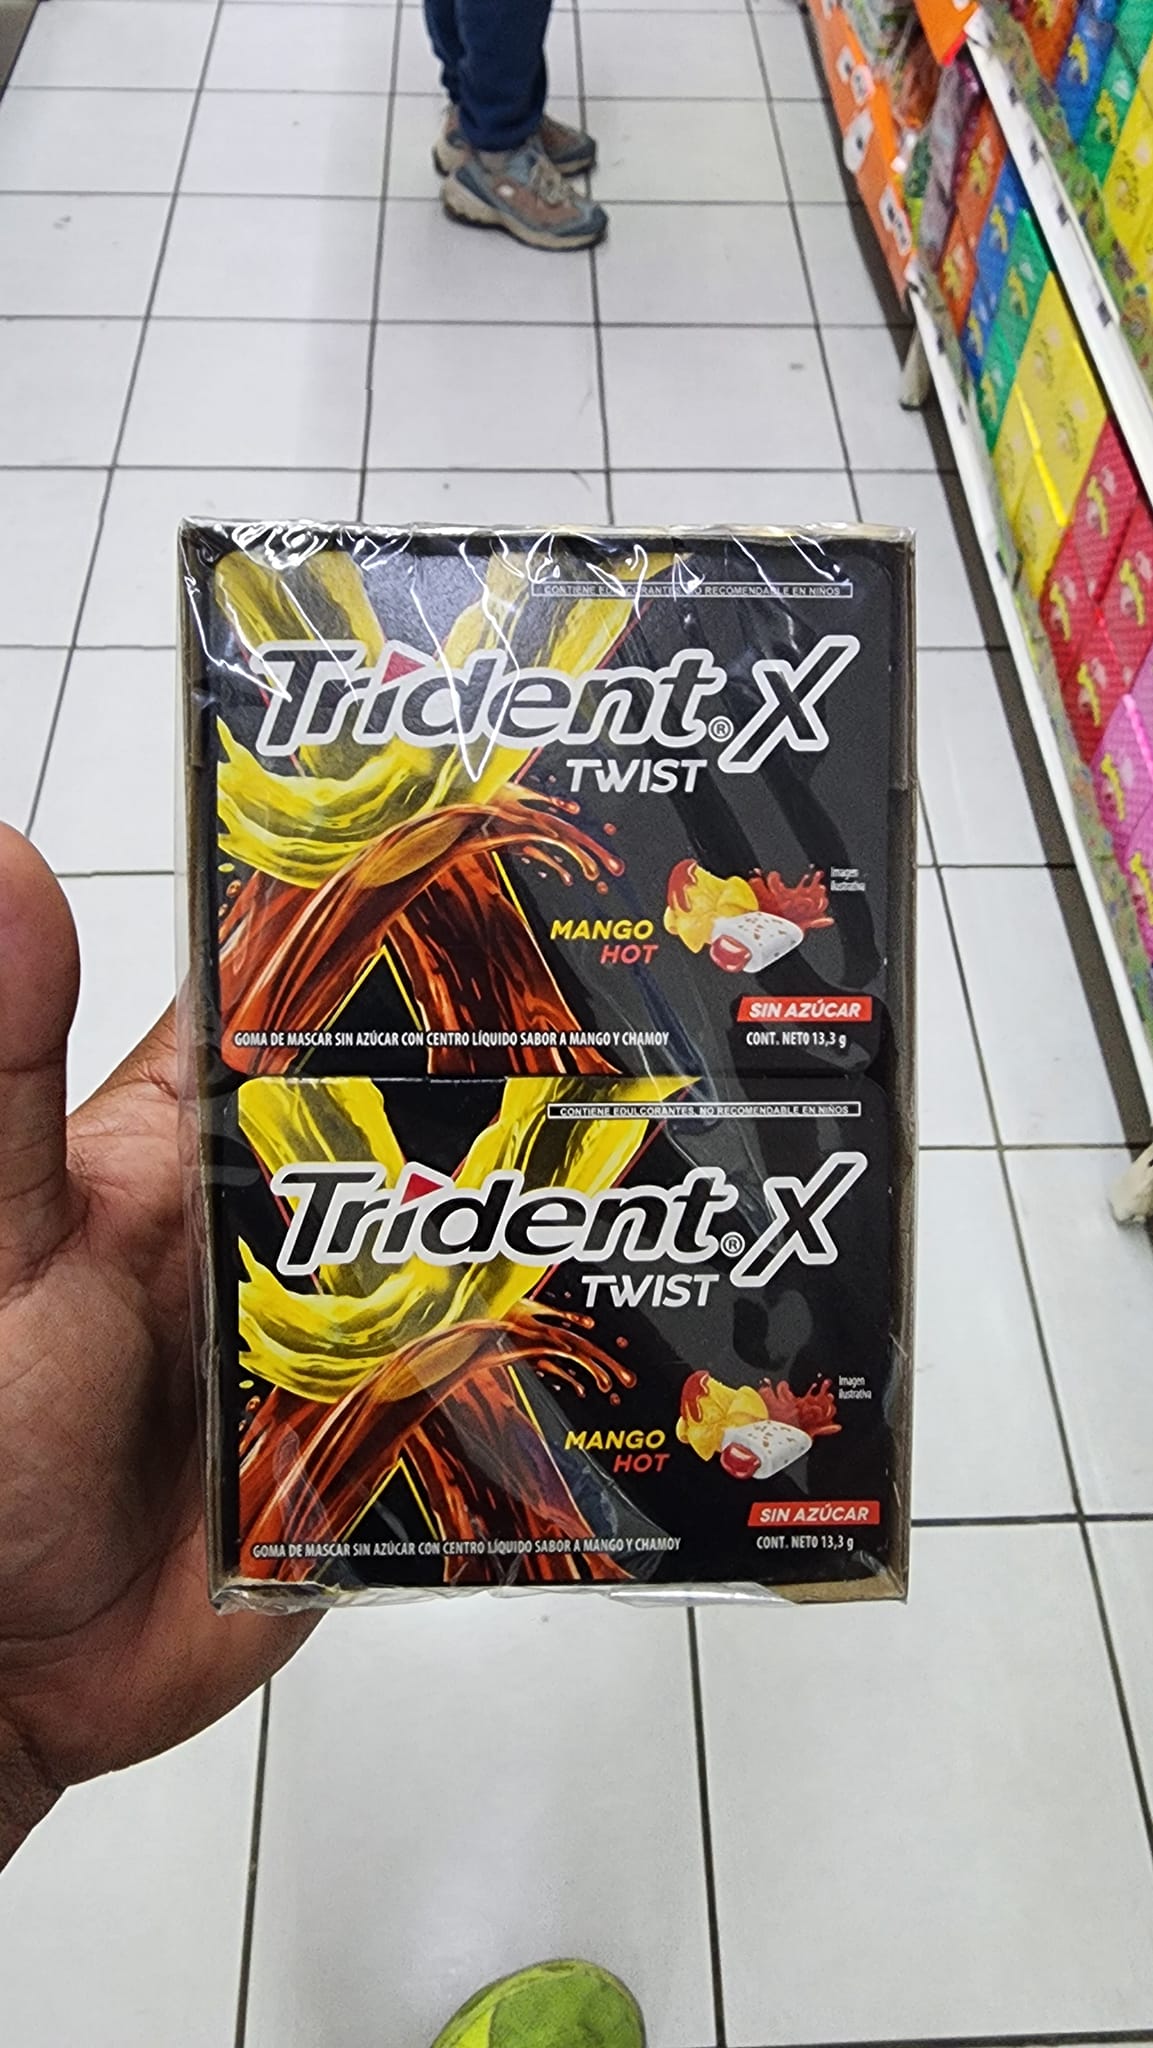 CONTIENE EDULCORANTES, NO RECOMENDABLE EN NIÑOS
Trident® X
TWIST
Imagen
ilustrativa
MANGO
HOT
SIN AZÚCAR
GOMA DE MASCAR SIN AZÚCAR CON CENTRO LÍQUIDO SABOR A MANGO Y CHAMOY
CONT. NETO 13,3 g
CONTIENE EDULCORANTES, NO RECOMENDABLE EN NIÑOS
Trident® X
TWIST
Imagen
ilustrativa
MANGO
HOT
SIN AZÚCAR
GOMA DE MASCAR SIN AZÚCAR CON CENTRO LÍQUIDO SABOR A MANGO Y CHAMOY
CONT. NETO 13,3 g